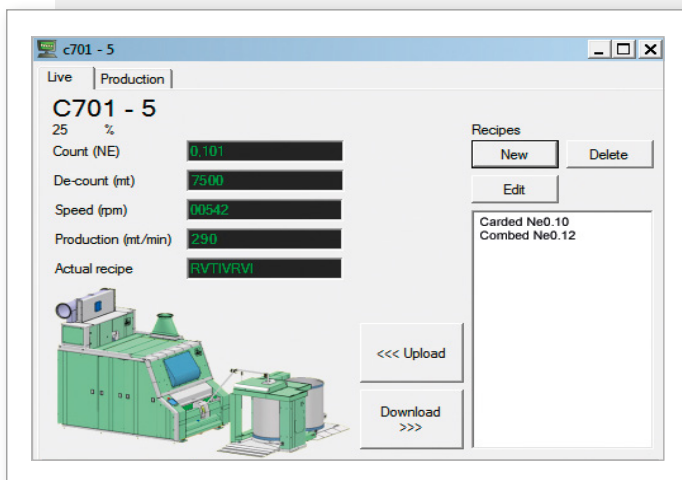 c701 - 5
Live Production
C701 - 5
25 %
Count (NE) 0,101
De-count (mt) 7500
Speed (rpm) 00542
Production (mt/min) 290
Actual recipe RVTIVRVI
Recipes
New Delete
Edit
Carded Ne0.10
Combed Ne0.12
<<< Upload
Download
>>>